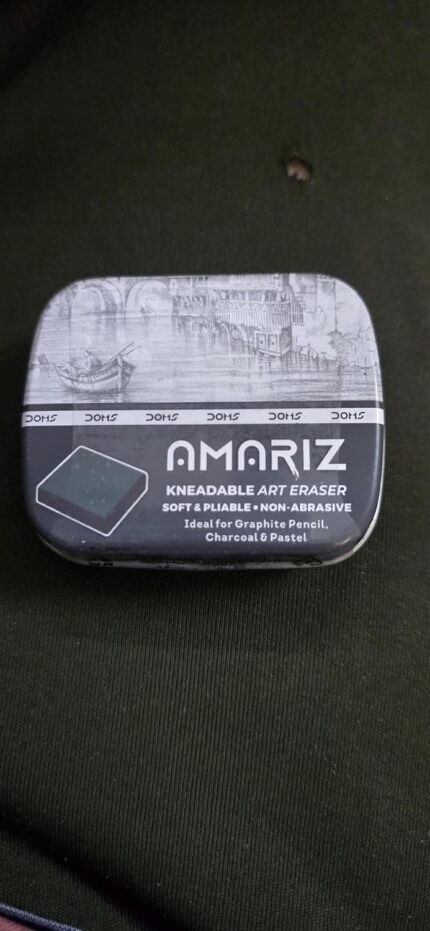 DOMS DOMS DOMS DOMS DOMS DOMS
AMARIZ
KNEADABLE ART ERASER
SOFT & PLIABLE • NON-ABRASIVE
Ideal for Graphite Pencil,
Charcoal & Pastel